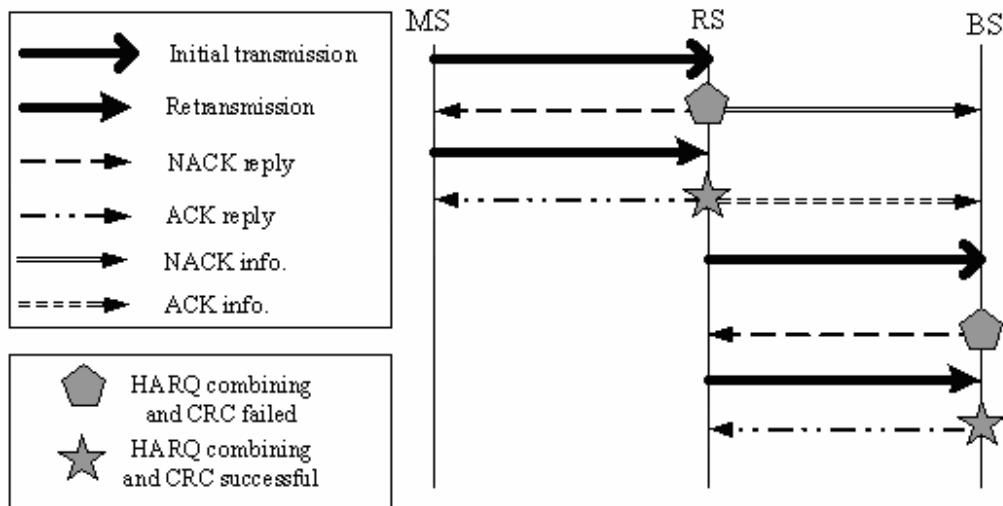 Initial transmission
Retransmission
NACK reply
ACK reply
NACK info.
ACK info.
HARQ combining
and CRC failed
HARQ combining
and CRC successful
MS
RS
BS